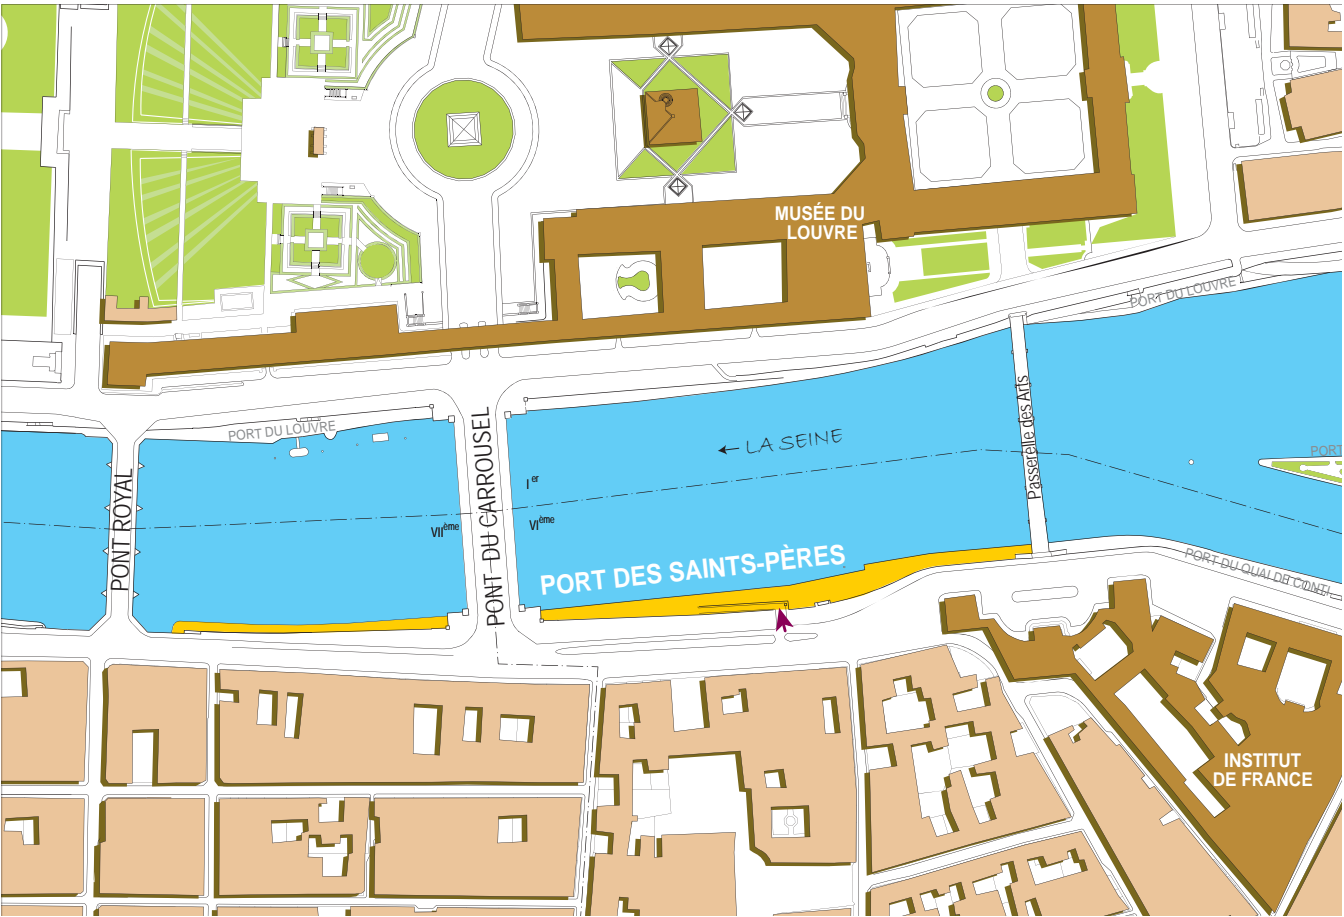 MUSÉE DU
LOUVRE
PORT DU LOUVRE
Passerelle des Arts
PORT DU LOUVRE
← LA SEINE
PORT
PONT ROYAL
PONT DU CARROUSEL
Ier
VIIème
VIème
PORT DES SAINTS-PÈRES
PORT DU QUAI DE CONTI
INSTITUT
DE FRANCE